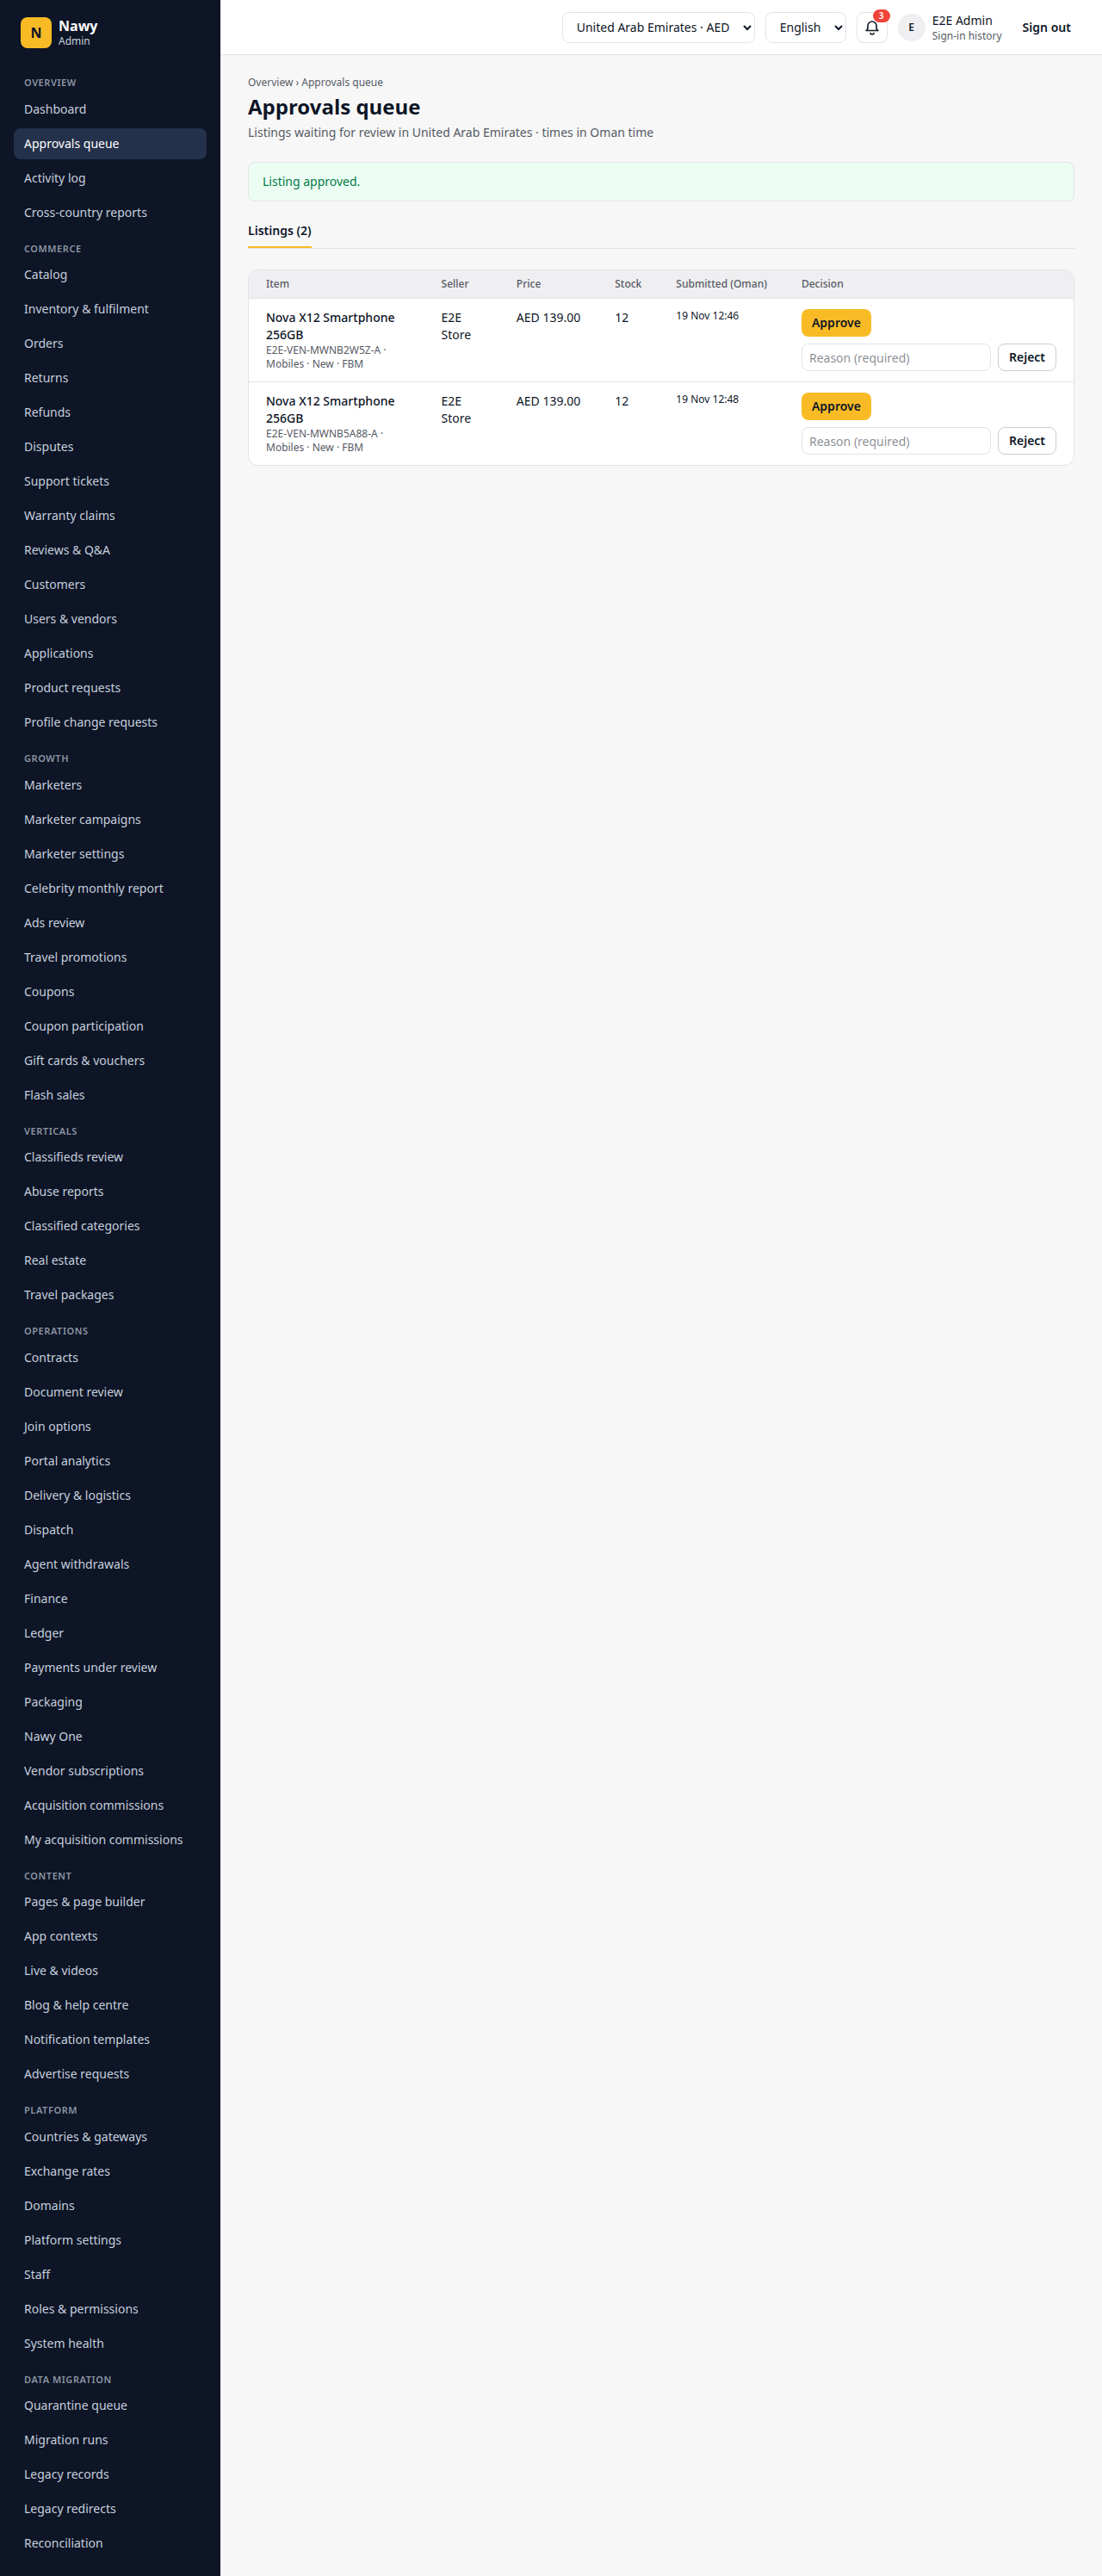 N
Nawy
Admin
OVERVIEW
Dashboard
Approvals queue
Activity log
Cross-country reports
COMMERCE
Catalog
Inventory & fulfilment
Orders
Returns
Refunds
Disputes
Support tickets
Warranty claims
Reviews & Q&A
Customers
Users & vendors
Applications
Product requests
Profile change requests
GROWTH
Marketers
Marketer campaigns
Marketer settings
Celebrity monthly report
Ads review
Travel promotions
Coupons
Coupon participation
Gift cards & vouchers
Flash sales
VERTICALS
Classifieds review
Abuse reports
Classified categories
Real estate
Travel packages
OPERATIONS
Contracts
Document review
Join options
Portal analytics
Delivery & logistics
Dispatch
Agent withdrawals
Finance
Ledger
Payments under review
Packaging
Nawy One
Vendor subscriptions
Acquisition commissions
My acquisition commissions
CONTENT
Pages & page builder
App contexts
Live & videos
Blog & help centre
Notification templates
Advertise requests
PLATFORM
Countries & gateways
Exchange rates
Domains
Platform settings
Staff
Roles & permissions
System health
DATA MIGRATION
Quarantine queue
Migration runs
Legacy records
Legacy redirects
Reconciliation
United Arab Emirates · AED
English
3
E
E2E Admin
Sign-in history
Sign out
Overview › Approvals queue
Approvals queue
Listings waiting for review in United Arab Emirates · times in Oman time
Listing approved.
Listings (2)
Item Seller Price Stock Submitted (Oman) Decision
Nova X12 Smartphone 256GB
E2E-VEN-MWNB2W5Z-A ·
Mobiles · New · FBM
E2E Store
AED 139.00
12
19 Nov 12:46
Approve
Reason (required)
Reject
Nova X12 Smartphone 256GB
E2E-VEN-MWNB5A88-A ·
Mobiles · New · FBM
E2E Store
AED 139.00
12
19 Nov 12:48
Approve
Reason (required)
Reject